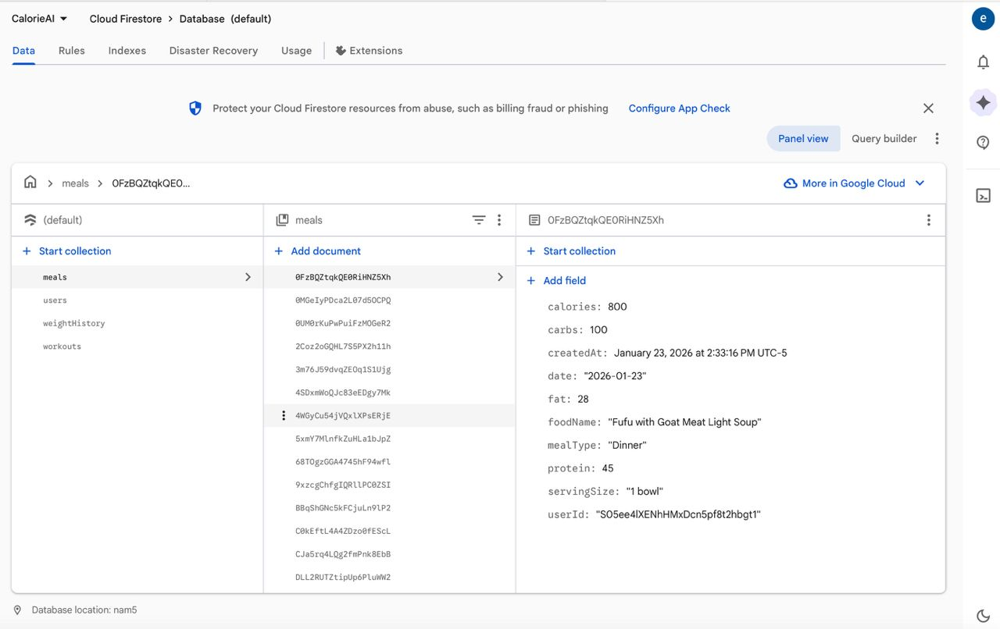 CalorieAI Cloud Firestore > Database (default)
Data Rules Indexes Disaster Recovery Usage Extensions
e
Protect your Cloud Firestore resources from abuse, such as billing fraud or phishing Configure App Check
Panel view Query builder
meals > 0FzBQZtqkQE0...
More in Google Cloud
(default)
+ Start collection
meals
users
weightHistory
workouts
meals
+ Add document
0FzBQZtqkQE0RiHNZ5Xh
0MGeIyPDca2L07d5OCPQ
0UM0rKuPwPuiFzMOGeR2
2Coz2oGQHL7S5PX2h11h
3m76J59dvqZEOq1S1Ujg
4SDxmWoQJc83eEDgy7Mk
4WGyCu54jVQxlXPsERjE
5xmY7MlnfkZuHLa1bJpZ
68TOgzGGA4745hF94wfl
9xzcgChfgIQRllPC0ZSI
BBqShGNc5kFCjuLn9lP2
C0kEftL4A4ZDzo0fEScL
CJa5rq4LQg2fmPnk8EbB
DLL2RUTZtipUp6PluWW2
0FzBQZtqkQE0RiHNZ5Xh
+ Start collection
+ Add field
calories: 800
carbs: 100
createdAt: January 23, 2026 at 2:33:16 PM UTC-5
date: "2026-01-23"
fat: 28
foodName: "Fufu with Goat Meat Light Soup"
mealType: "Dinner"
protein: 45
servingSize: "1 bowl"
userId: "SO5ee4lXENhHMxDcn5pf8t2hbgt1"
Database location: nam5